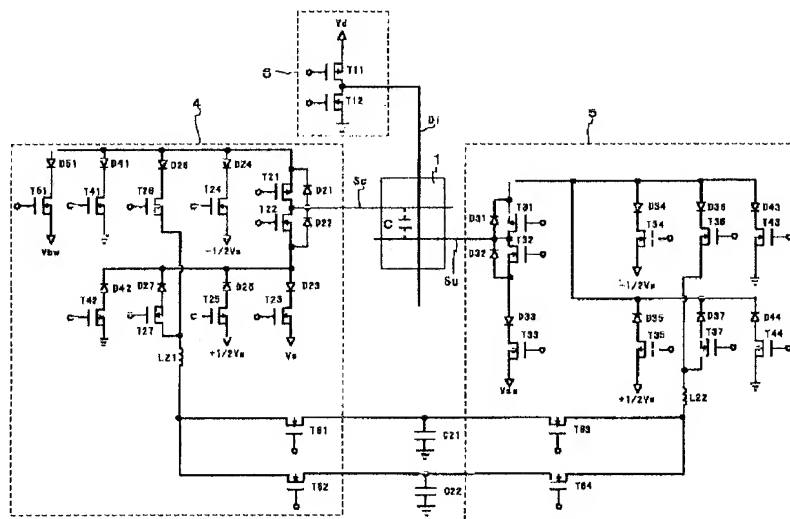 Vd
6
T11
T12
4
Di
5
1
D51
D41
D26
D24
T21
D21
Sc
T51
T41
T26
T24
T22
D22
C
Vbw
-1/2Vs
D31
T31
D34
D36
D43
T34
T36
T43
D32
T32
Su
-1/2Vs
D42
D27
D25
D23
T42
T27
T25
T23
D33
T33
D35
D37
D44
T35
T37
T44
L21
+1/2Vs
Vs
+1/2Vs
L22
T61
C21
T63
T62
C22
T64